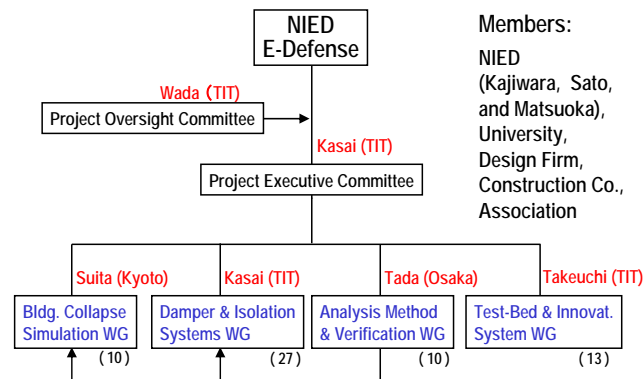 NIED
E-Defense
Members:
NIED
(Kajiwara, Sato,
and Matsuoka),
University,
Design Firm,
Construction Co.,
Association
Wada (TIT)
Project Oversight Committee
Kasai (TIT)
Project Executive Committee
Suita (Kyoto)
Kasai (TIT)
Tada (Osaka)
Takeuchi (TIT)
Bldg. Collapse
Simulation WG
Damper & Isolation
Systems WG
Analysis Method
& Verification WG
Test-Bed & Innovat.
System WG
(10)
(27)
(10)
(13)